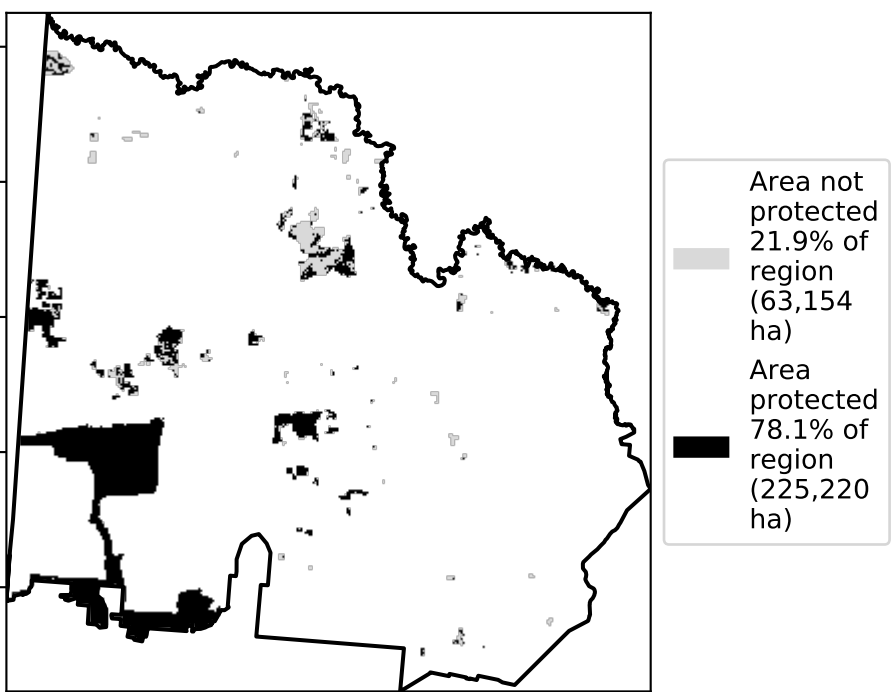 Area not
protected
21.9% of
region
(63,154
ha)
Area
protected
78.1% of
region
(225,220
ha)